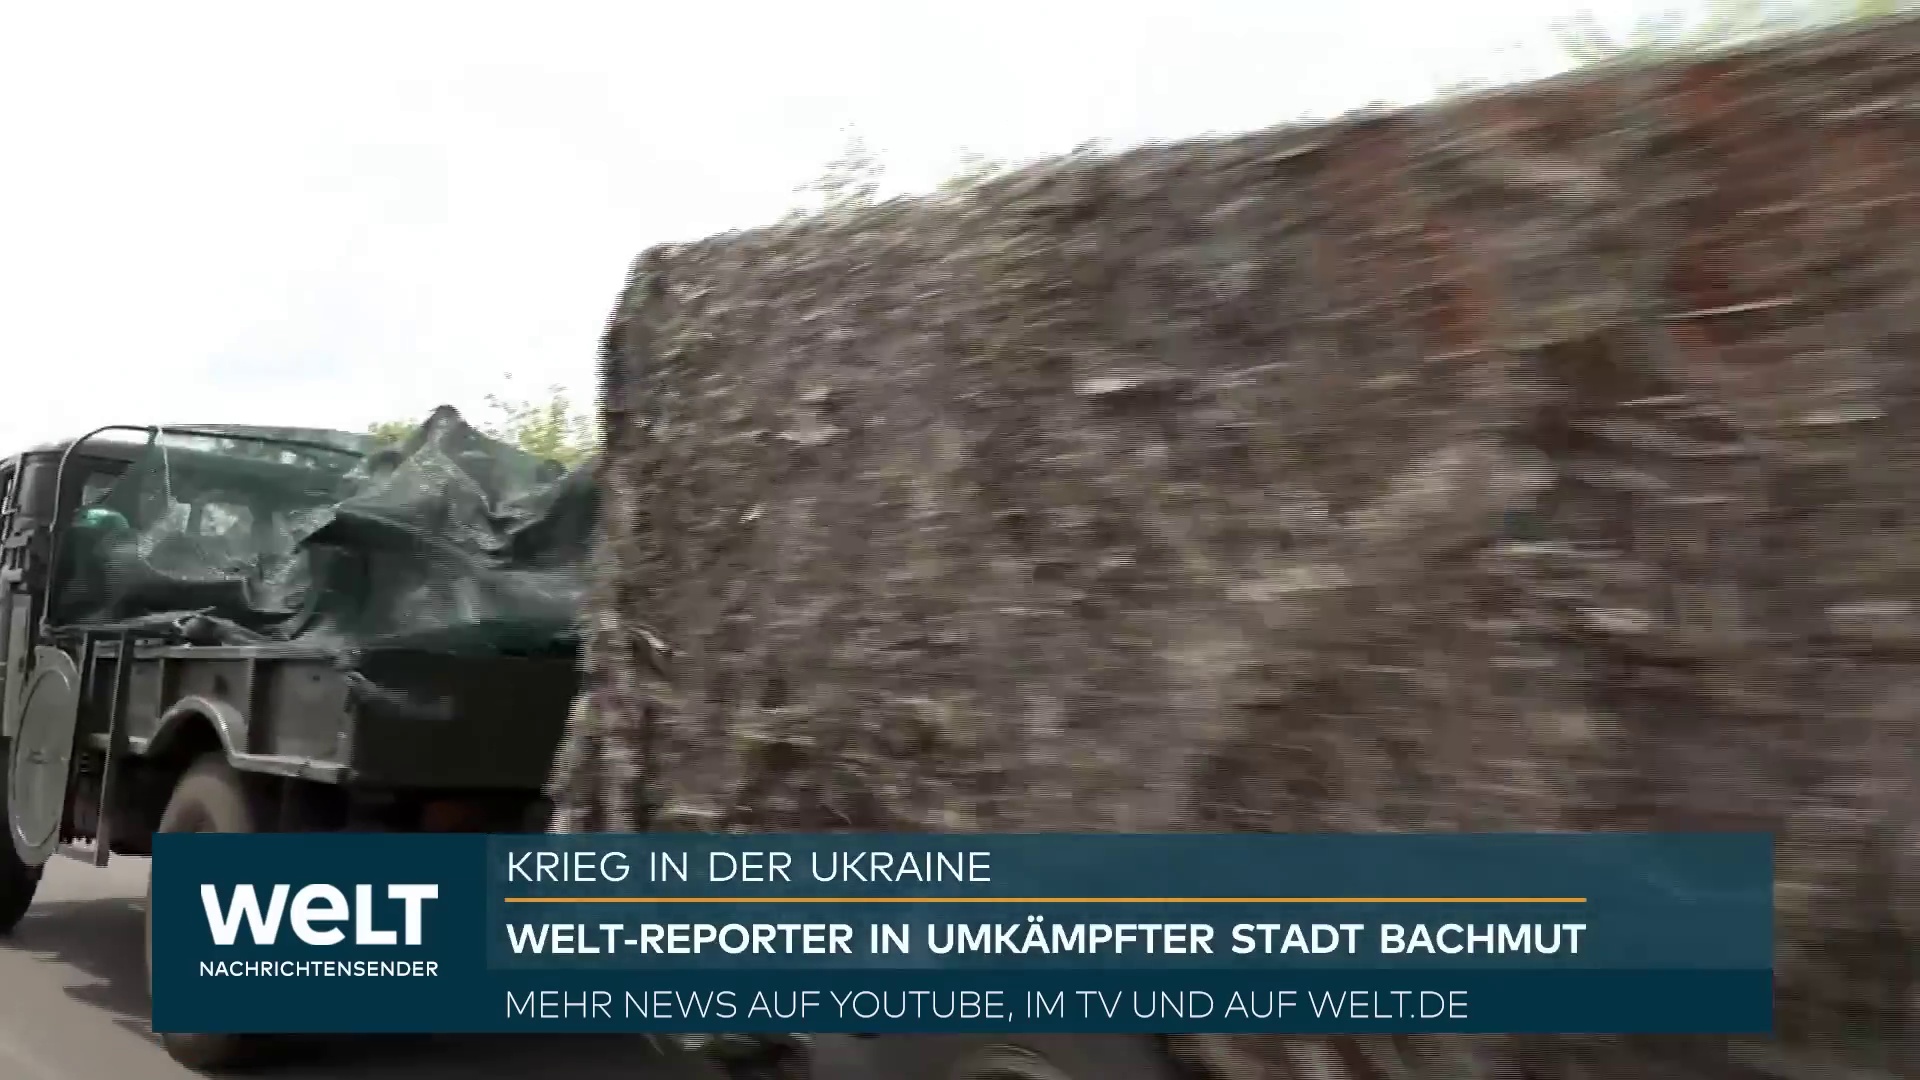 KRIEG IN DER UKRAINE
WELT
NACHRICHTENSENDER
WELT-REPORTER IN UMKÄMPFTER STADT BACHMUT
MEHR NEWS AUF YOUTUBE, IM TV UND AUF WELT.DE